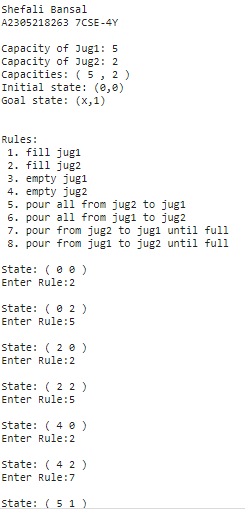 Shefali Bansal
A2305218263 7CSE-4Y
Capacity of Jug1: 5
Capacity of Jug2: 2
Capacities: ( 5 , 2 )
Initial state: (0,0)
Goal state: (x,1)
Rules:
1. fill jug1
2. fill jug2
3. empty jug1
4. empty jug2
5. pour all from jug2 to jug1
6. pour all from jug1 to jug2
7. pour from jug2 to jug1 until full
8. pour from jug1 to jug2 until full
State: ( 0 0 )
Enter Rule:2
State: ( 0 2 )
Enter Rule:5
State: ( 2 0 )
Enter Rule:2
State: ( 2 2 )
Enter Rule:5
State: ( 4 0 )
Enter Rule:2
State: ( 4 2 )
Enter Rule:7
State: ( 5 1 )